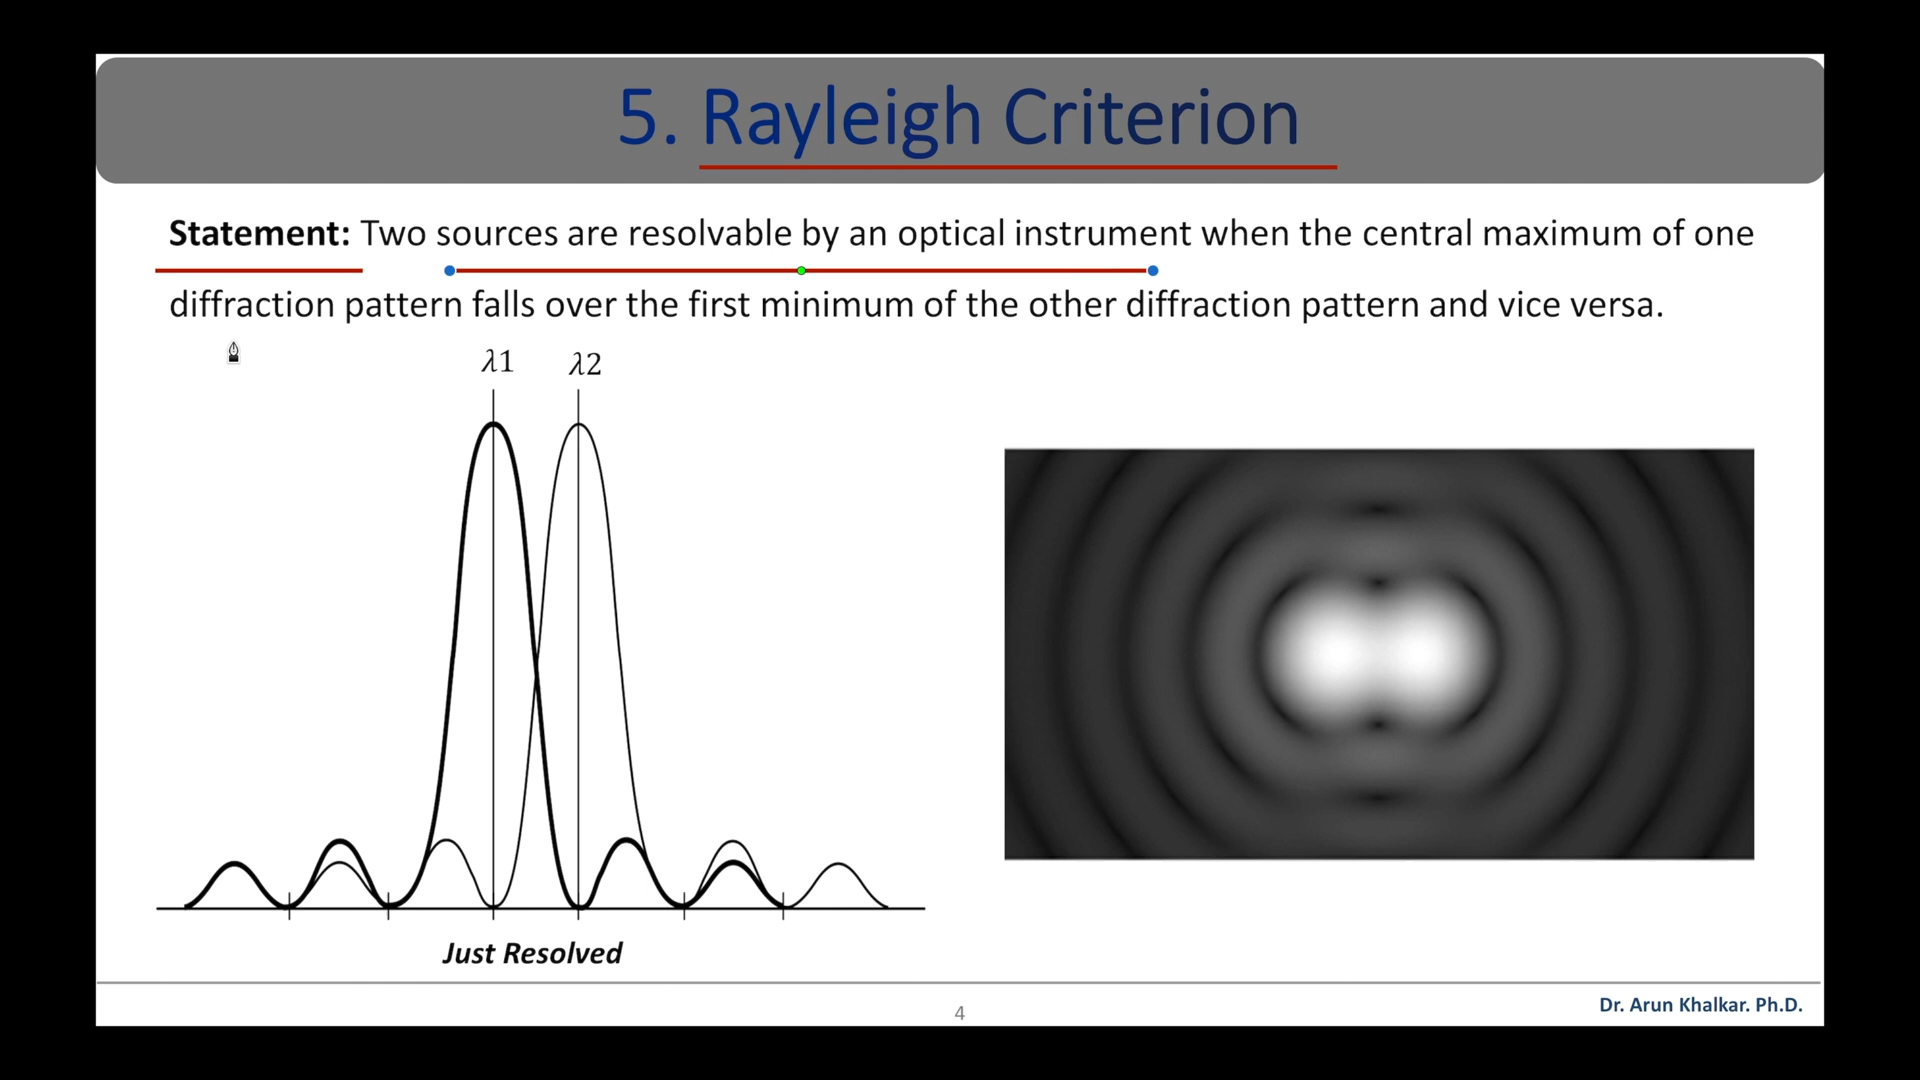 5. Rayleigh Criterion
Statement: Two sources are resolvable by an optical instrument when the central maximum of one
diffraction pattern falls over the first minimum of the other diffraction pattern and vice versa.
λ1 λ2
Just Resolved
4
Dr. Arun Khalkar. Ph.D.